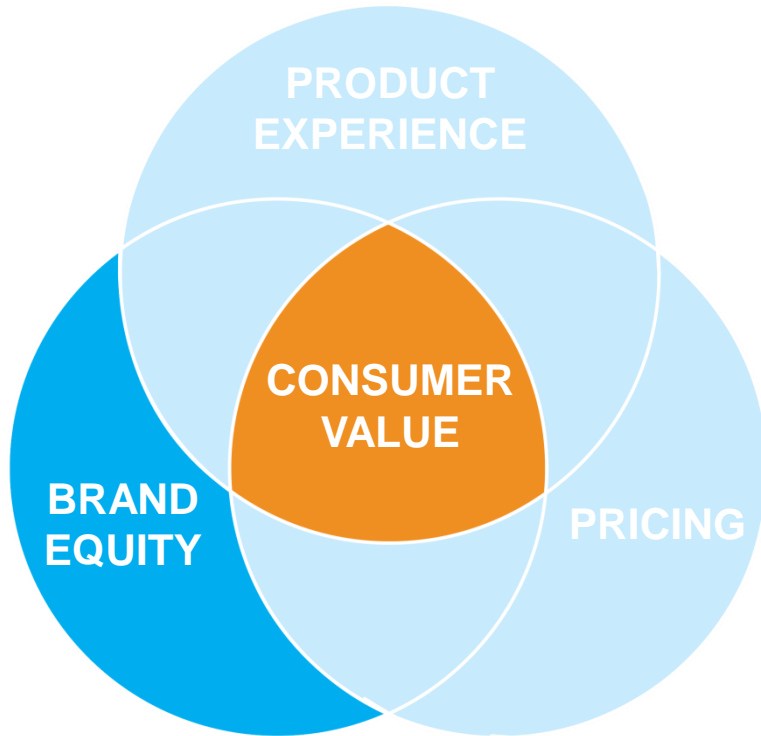 PRODUCT
EXPERIENCE
CONSUMER
VALUE
BRAND
EQUITY
PRICING